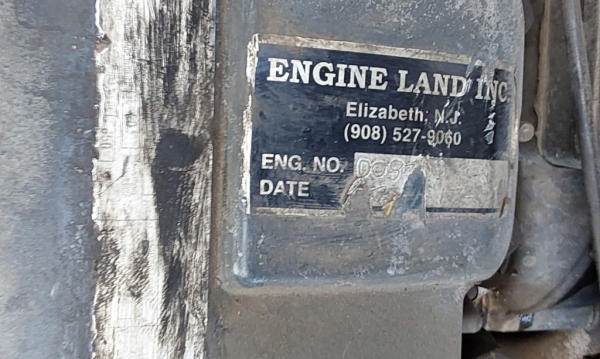 ENGINE LAND INC.
Elizabeth, N.J.
(908) 527-9060
ENG. NO.
DATE